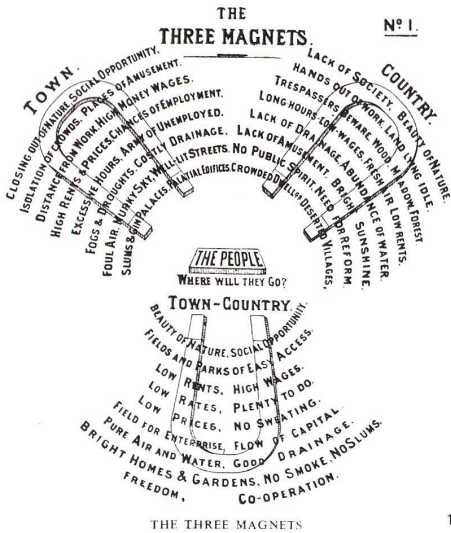 THE
THREE MAGNETS.
No 1.
TOWN.
CLOSING OUT OF NATURE. SOCIAL OPPORTUNITY.
ISOLATION OF CROWDS. PLACES OF AMUSEMENT.
DISTANCE FROM WORK. HIGH MONEY WAGES.
HIGH RENTS & PRICES. CHANCES OF EMPLOYMENT.
EXCESSIVE HOURS. ARMY OF UNEMPLOYED.
FOGS & DROUGHTS. COSTLY DRAINAGE.
FOUL AIR. MURKY SKY. WELL-LIT STREETS.
SLUMS & GIN PALACES. PALATIAL EDIFICES.
COUNTRY.
LACK OF SOCIETY. BEAUTY OF NATURE.
HANDS OUT OF WORK. LAND LYING IDLE.
TRESPASSERS BEWARE. WOOD, MEADOW, FOREST
LONG HOURS-LOW WAGES. FRESH AIR. LOW RENTS.
LACK OF DRAINAGE. ABUNDANCE OF WATER.
LACK OF AMUSEMENT. BRIGHT SUNSHINE.
NO PUBLIC SPIRIT. NEED FOR REFORM.
CROWDED DWELLGS DESERTED VILLAGES,
THE PEOPLE
WHERE WILL THEY GO?
TOWN-COUNTRY.
BEAUTY OF NATURE, SOCIAL OPPORTUNITY.
FIELDS AND PARKS OF EASY ACCESS.
LOW RENTS, HIGH WAGES.
LOW RATES, PLENTY TO DO.
LOW PRICES, NO SWEATING.
FIELD FOR ENTERPRISE, FLOW OF CAPITAL.
PURE AIR AND WATER, GOOD DRAINAGE.
BRIGHT HOMES & GARDENS, NO SMOKE, NO SLUMS.
FREEDOM, CO-OPERATION.
THE THREE MAGNETS
1